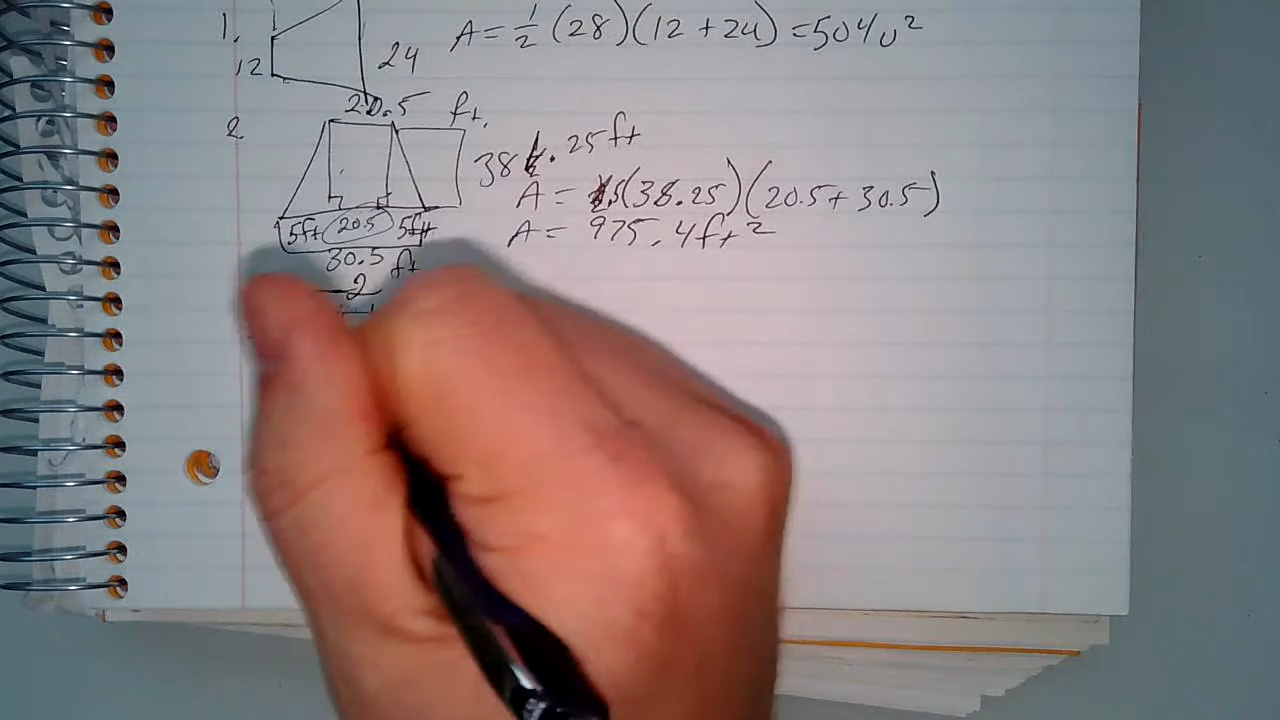 1.
12
24
A = 1/2 (28)(12 + 24) = 504 u²
2
20.5 ft.
38.25 ft
A = .5(38.25)(20.5 + 30.5)
5ft 20.5 5ft
A = 975.4 ft²
30.5 ft
2